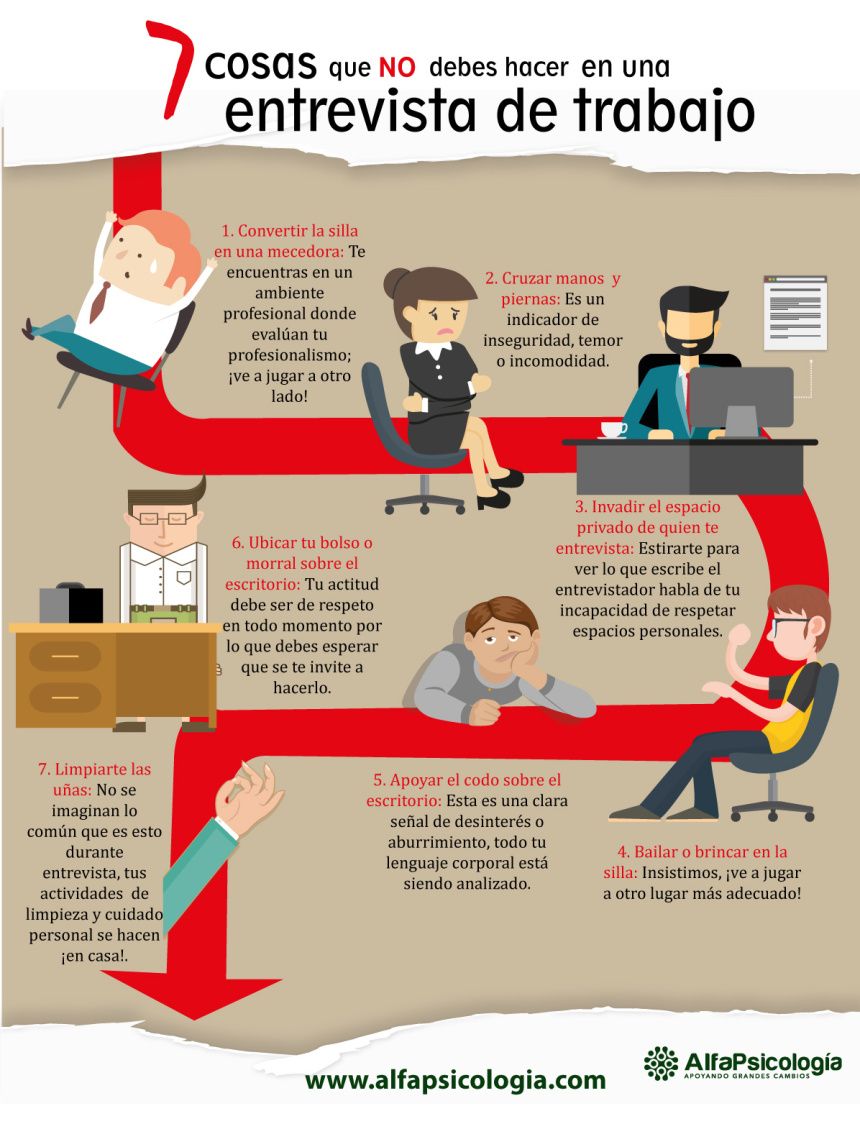 7 cosas que NO debes hacer en una
entrevista de trabajo
1. Convertir la silla
en una mecedora: Te
encuentras en un
ambiente
profesional donde
evalúan tu
profesionalismo;
¡ve a jugar a otro
lado!
2. Cruzar manos y
piernas: Es un
indicador de
inseguridad, temor
o incomodidad.
3. Invadir el espacio
privado de quien te
entrevista: Estirarte para
ver lo que escribe el
entrevistador habla de tu
incapacidad de respetar
espacios personales.
4. Bailar o brincar en la
silla: Insistimos, ¡ve a jugar
a otro lugar más adecuado!
5. Apoyar el codo sobre el
escritorio: Esta es una clara
señal de desinterés o
aburrimiento, todo tu
lenguaje corporal está
siendo analizado.
6. Ubicar tu bolso o
morral sobre el
escritorio: Tu actitud
debe ser de respeto
en todo momento por
lo que debes esperar
que se te invite a
hacerlo.
7. Limpiarte las
uñas: No se
imaginan lo
común que es esto
durante
entrevista, tus
actividades de
limpieza y cuidado
personal se hacen
¡en casa!.
www.alfapsicologia.com
AlfaPsicología
APOYANDO GRANDES CAMBIOS